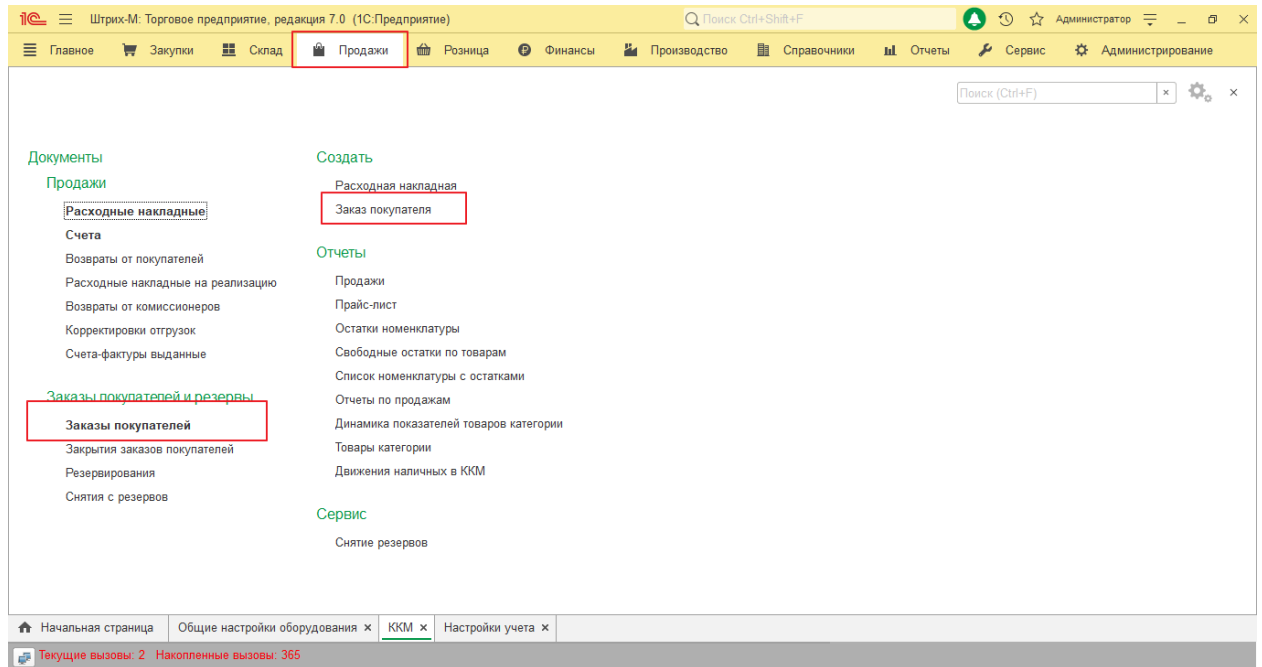 1С Штрих-М: Торговое предприятие, редакция 7.0 (1С:Предприятие) Поиск Ctrl+Shift+F Администратор
Главное Закупки Склад Продажи Розница Финансы Производство Справочники Отчеты Сервис Администрирование
Поиск (Ctrl+F)
Документы
Продажи
Расходные накладные
Счета
Возвраты от покупателей
Расходные накладные на реализацию
Возвраты от комиссионеров
Корректировки отгрузок
Счета-фактуры выданные
Заказы покупателей и резервы
Заказы покупателей
Закрытия заказов покупателей
Резервирования
Снятия с резервов
Создать
Расходная накладная
Заказ покупателя
Отчеты
Продажи
Прайс-лист
Остатки номенклатуры
Свободные остатки по товарам
Список номенклатуры с остатками
Отчеты по продажам
Динамика показателей товаров категории
Товары категории
Движения наличных в ККМ
Сервис
Снятие резервов
Начальная страница Общие настройки оборудования ККМ Настройки учета
Текущие вызовы: 2 Накопленные вызовы: 365